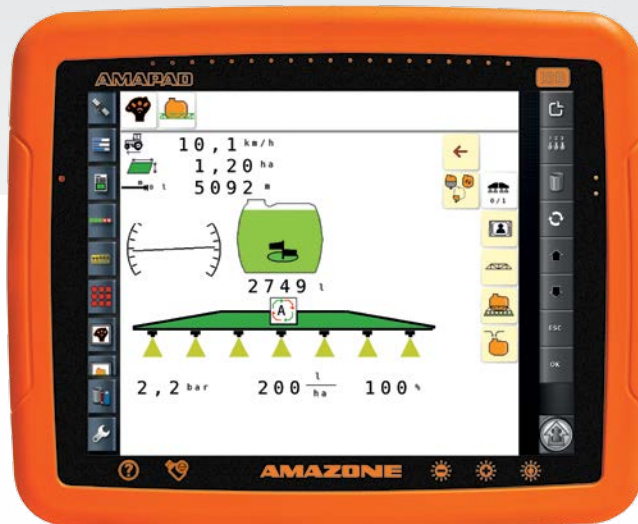 AMAPAD
10,1 km/h
1,20 ha
5092 m
0/1
2749 l
A
2,2 bar 200 l/ha 100 %
ESC
OK
? AMAZONE